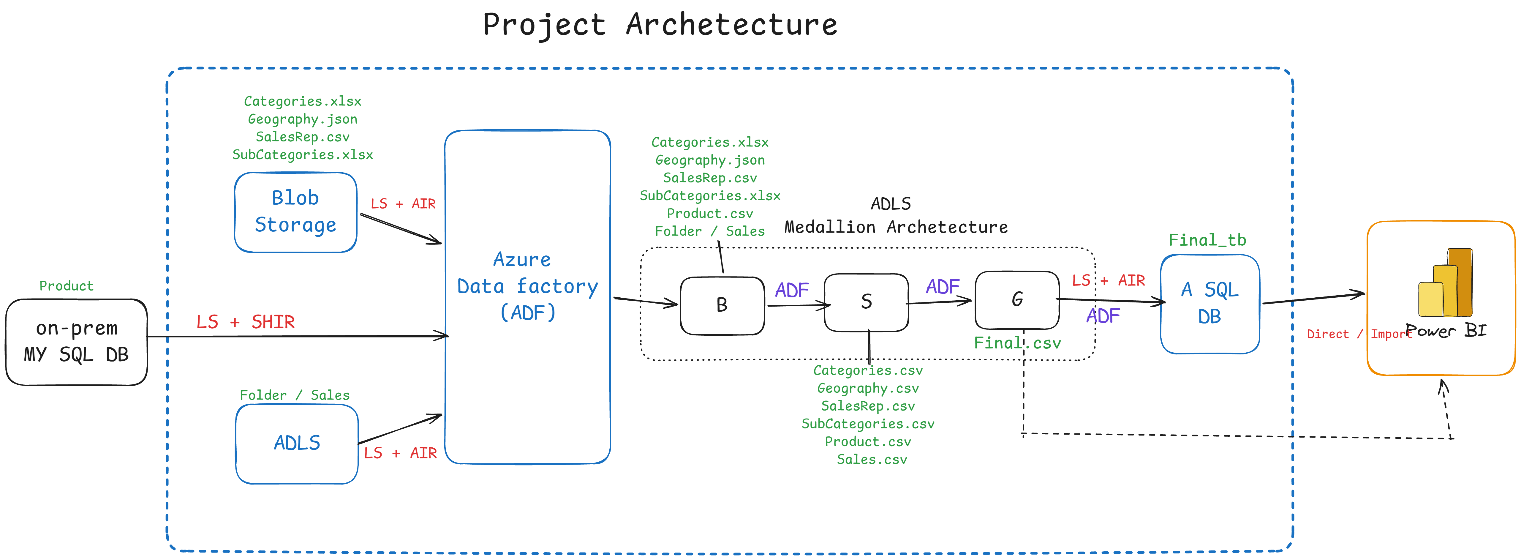 Project Archetecture
Categories.xlsx
Geography.json
SalesRep.csv
SubCategories.xlsx
Blob
Storage
LS + AIR
Product
on-prem
MY SQL DB
LS + SHIR
Folder / Sales
ADLS
LS + AIR
Azure
Data factory
(ADF)
Categories.xlsx
Geography.json
SalesRep.csv
SubCategories.xlsx
Product.csv
Folder / Sales
ADLS
Medallion Archetecture
B
ADF
S
ADF
G
Final.csv
Categories.csv
Geography.csv
SalesRep.csv
SubCategories.csv
Product.csv
Sales.csv
LS + AIR
ADF
Final_tb
A SQL
DB
Direct / Import
Power BI